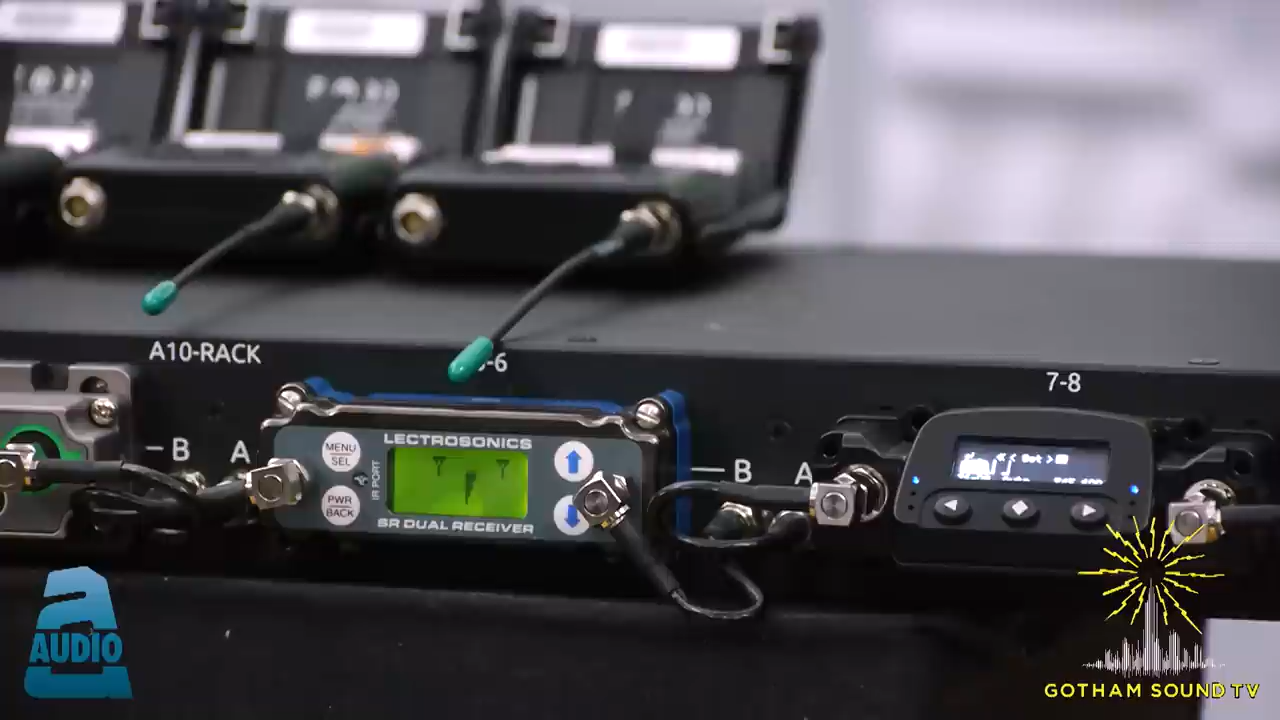 A10-RACK
-6
7-8
B
A
B
A
LECTROSONICS
MENU
SEL
IR PORT
PWR
BACK
SR DUAL RECEIVER
< Set >
a
AUDIO
GOTHAM SOUND TV